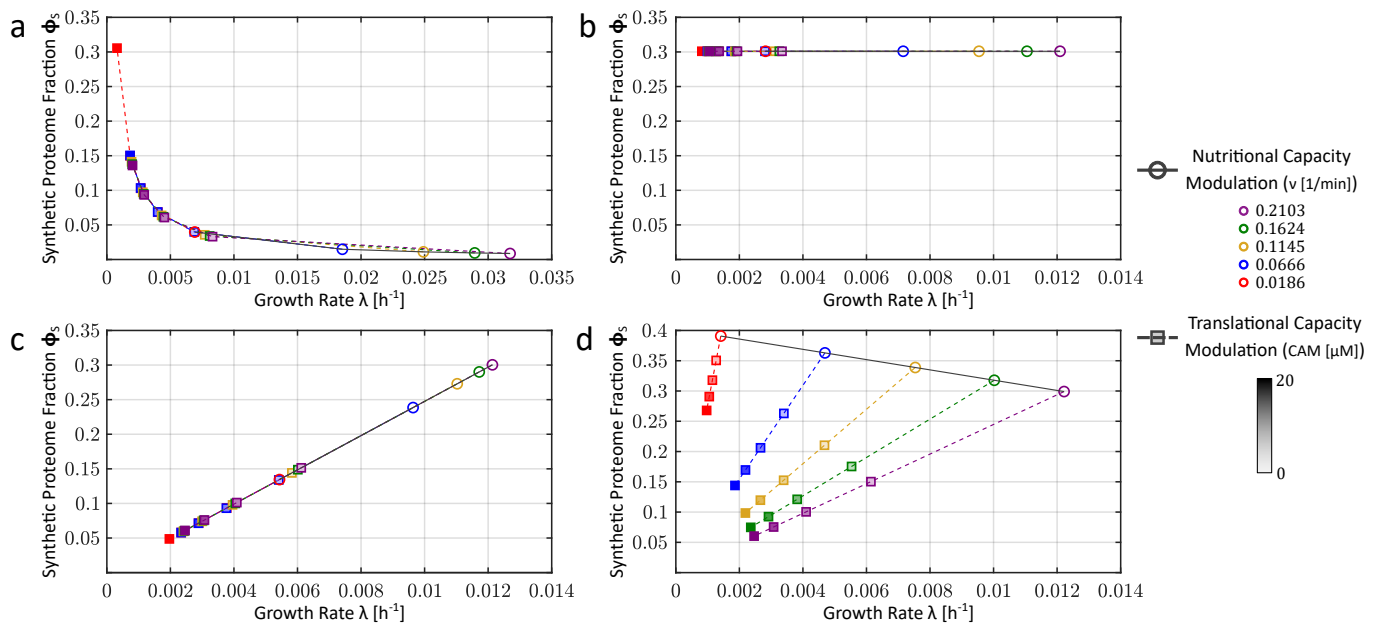 a
Synthetic Proteome Fraction Φs
0.35
0.3
0.25
0.2
0.15
0.1
0.05
0 0.005 0.01 0.015 0.02 0.025 0.03 0.035
Growth Rate λ [h⁻¹]
b
Synthetic Proteome Fraction Φs
0.35
0.3
0.25
0.2
0.15
0.1
0.05
0 0.002 0.004 0.006 0.008 0.01 0.012 0.014
Growth Rate λ [h⁻¹]
c
Synthetic Proteome Fraction Φs
0.35
0.3
0.25
0.2
0.15
0.1
0.05
0 0.002 0.004 0.006 0.008 0.01 0.012 0.014
Growth Rate λ [h⁻¹]
d
Synthetic Proteome Fraction Φs
0.4
0.35
0.3
0.25
0.2
0.15
0.1
0.05
0 0.002 0.004 0.006 0.008 0.01 0.012 0.014
Growth Rate λ [h⁻¹]
Nutritional Capacity
Modulation (ν [1/min])
0.2103
0.1624
0.1145
0.0666
0.0186
Translational Capacity
Modulation (CAM [μM])
20
0